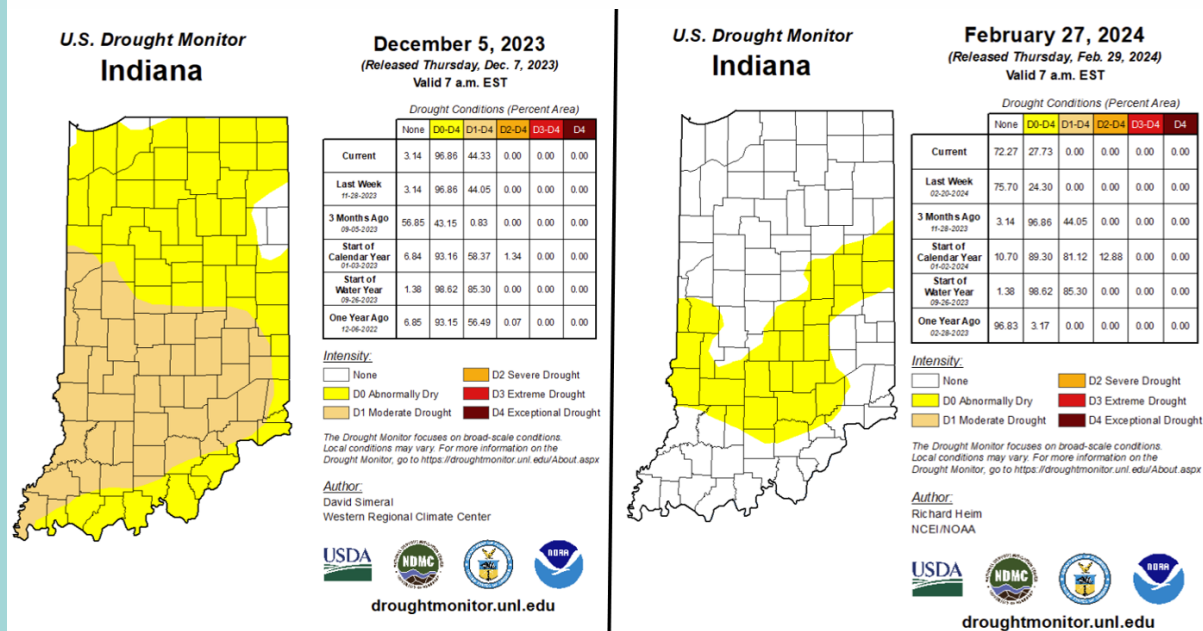 U.S. Drought Monitor
Indiana
December 5, 2023
(Released Thursday, Dec. 7, 2023)
Valid 7 a.m. EST
Drought Conditions (Percent Area)
None D0-D4 D1-D4 D2-D4 D3-D4 D4
Current 3.14 96.86 44.33 0.00 0.00 0.00
Last Week 11-28-2023 3.14 96.86 44.05 0.00 0.00 0.00
3 Months Ago 09-05-2023 56.85 43.15 0.83 0.00 0.00 0.00
Start of Calendar Year 01-03-2023 6.84 93.16 58.37 1.34 0.00 0.00
Start of Water Year 09-26-2023 1.38 98.62 85.30 0.00 0.00 0.00
One Year Ago 12-06-2022 6.85 93.15 56.49 0.07 0.00 0.00
Intensity:
None
D0 Abnormally Dry
D1 Moderate Drought
D2 Severe Drought
D3 Extreme Drought
D4 Exceptional Drought
The Drought Monitor focuses on broad-scale conditions.
Local conditions may vary. For more information on the
Drought Monitor, go to https://droughtmonitor.unl.edu/About.aspx
Author:
David Simeral
Western Regional Climate Center
USDA
NDMC
NOAA
droughtmonitor.unl.edu
U.S. Drought Monitor
Indiana
February 27, 2024
(Released Thursday, Feb. 29, 2024)
Valid 7 a.m. EST
Drought Conditions (Percent Area)
None D0-D4 D1-D4 D2-D4 D3-D4 D4
Current 72.27 27.73 0.00 0.00 0.00 0.00
Last Week 02-20-2024 75.70 24.30 0.00 0.00 0.00 0.00
3 Months Ago 11-28-2023 3.14 96.86 44.05 0.00 0.00 0.00
Start of Calendar Year 01-02-2024 10.70 89.30 81.12 12.88 0.00 0.00
Start of Water Year 09-26-2023 1.38 98.62 85.30 0.00 0.00 0.00
One Year Ago 02-28-2023 96.83 3.17 0.00 0.00 0.00 0.00
Intensity:
None
D0 Abnormally Dry
D1 Moderate Drought
D2 Severe Drought
D3 Extreme Drought
D4 Exceptional Drought
The Drought Monitor focuses on broad-scale conditions.
Local conditions may vary. For more information on the
Drought Monitor, go to https://droughtmonitor.unl.edu/About.aspx
Author:
Richard Heim
NCEI/NOAA
USDA
NDMC
NOAA
droughtmonitor.unl.edu